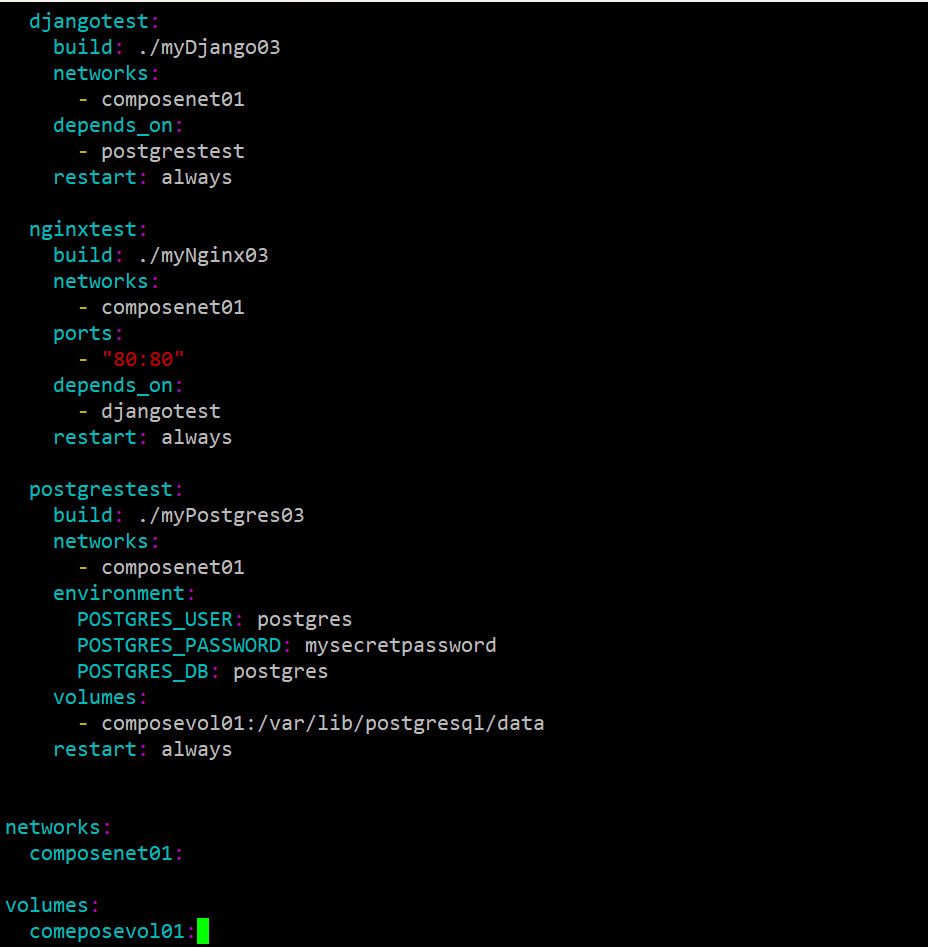 djangotest:
build: ./myDjango03
networks:
- composenet01
depends_on:
- postgrestest
restart: always
nginxtest:
build: ./myNginx03
networks:
- composenet01
ports:
- "80:80"
depends_on:
- djangotest
restart: always
postgrestest:
build: ./myPostgres03
networks:
- composenet01
environment:
POSTGRES_USER: postgres
POSTGRES_PASSWORD: mysecretpassword
POSTGRES_DB: postgres
volumes:
- composevol01:/var/lib/postgresql/data
restart: always
networks:
composenet01:
volumes:
comeposevol01: